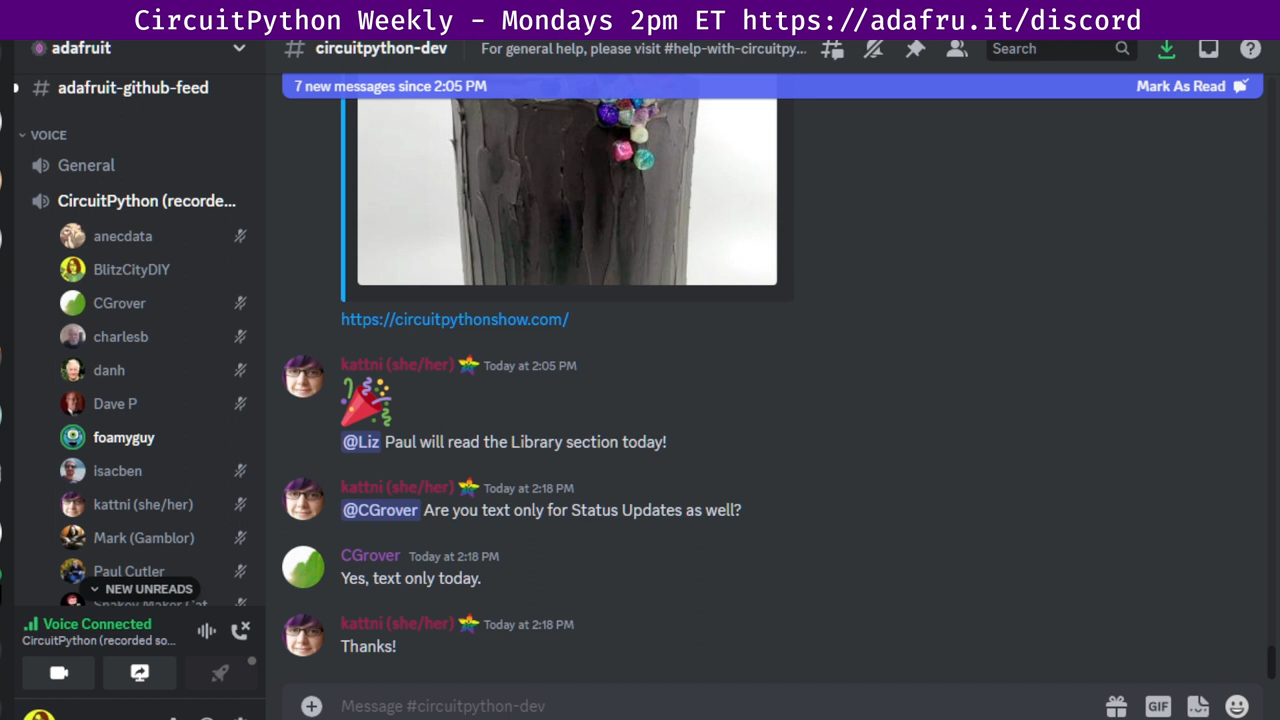 CircuitPython Weekly - Mondays 2pm ET https://adafru.it/discord
adafruit
circuitpython-dev
For general help, please visit #help-with-circuitpy...
Search
adafruit-github-feed
7 new messages since 2:05 PM
Mark As Read
VOICE
General
CircuitPython (recorde...
anecdata
BlitzCityDIY
CGrover
charlesb
danh
Dave P
foamyguy
isacben
kattni (she/her)
Mark (Gamblor)
Paul Cutler
NEW UNREADS
Voice Connected
CircuitPython (recorded so...
https://circuitpythonshow.com/
kattni (she/her) Today at 2:05 PM
@Liz Paul will read the Library section today!
kattni (she/her) Today at 2:18 PM
@CGrover Are you text only for Status Updates as well?
CGrover Today at 2:18 PM
Yes, text only today.
kattni (she/her) Today at 2:18 PM
Thanks!
Message #circuitpython-dev
GIF